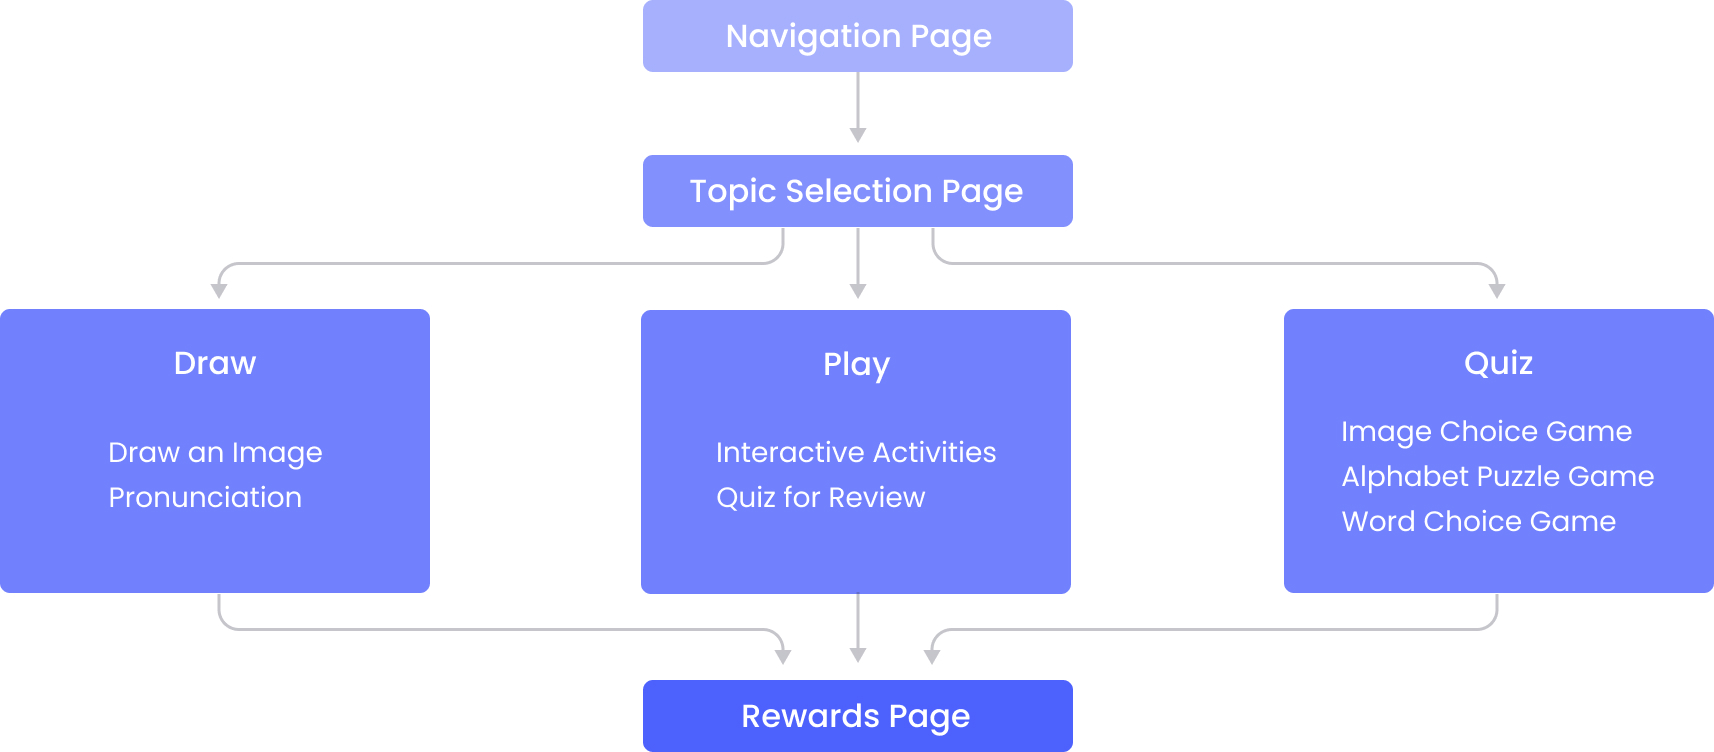 Navigation Page
Topic Selection Page
Draw
Draw an Image
Pronunciation
Play
Interactive Activities
Quiz for Review
Quiz
Image Choice Game
Alphabet Puzzle Game
Word Choice Game
Rewards Page